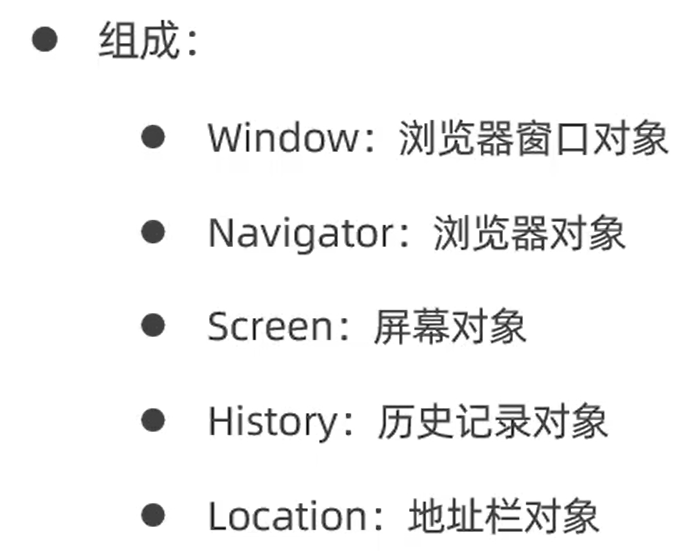 组成：
Window：浏览器窗口对象
Navigator：浏览器对象
Screen：屏幕对象
History：历史记录对象
Location：地址栏对象